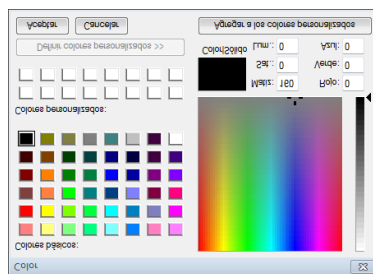 Color
Colores básicos:
Colores personalizados:
Definir colores personalizados >>
Aceptar
Cancelar
Matiz: 160
Sat.: 0
Lum.: 0
Rojo: 0
Verde: 0
Azul: 0
Color|Sólido
Agregar a los colores personalizados